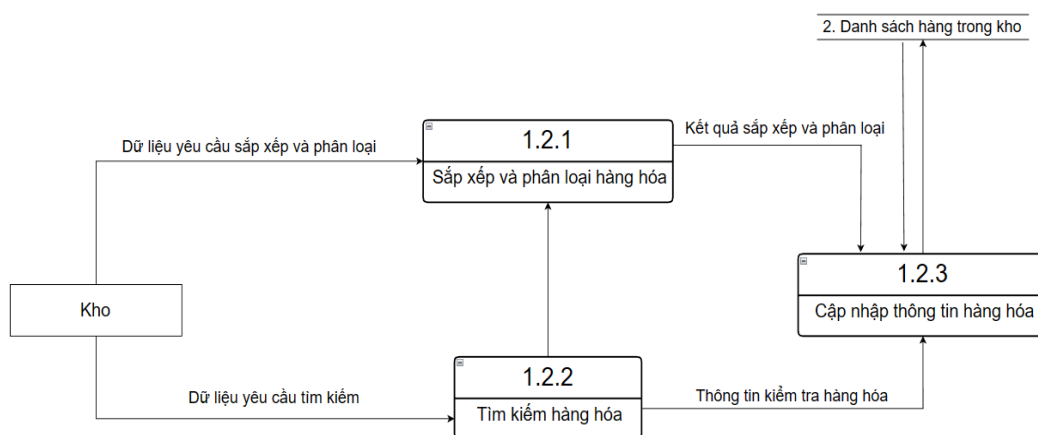 2. Danh sách hàng trong kho
1.2.1
Sắp xếp và phân loại hàng hóa
Dữ liệu yêu cầu sắp xếp và phân loại
Kết quả sắp xếp và phân loại
Kho
1.2.3
Cập nhập thông tin hàng hóa
1.2.2
Tìm kiếm hàng hóa
Dữ liệu yêu cầu tìm kiếm
Thông tin kiểm tra hàng hóa